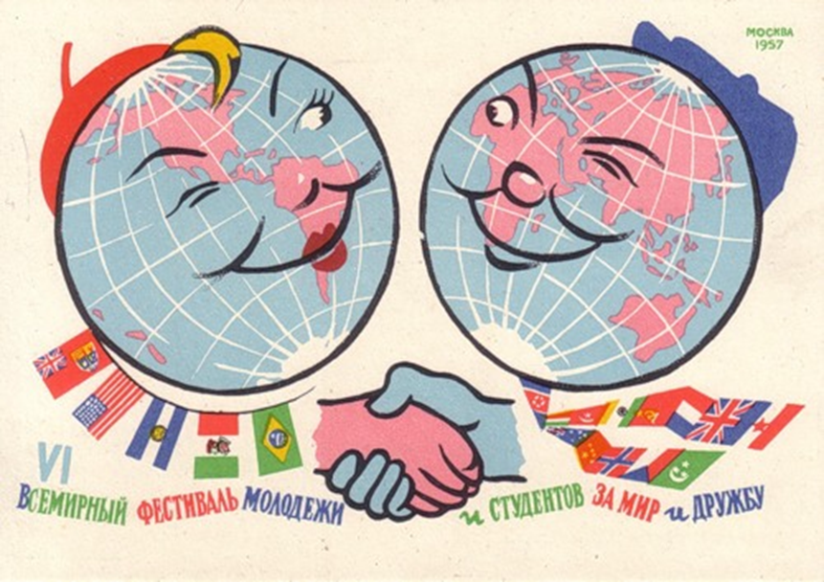 МОСКВА
1957
VI
ВСЕМИРНЫЙ ФЕСТИВАЛЬ МОЛОДЕЖИ и СТУДЕНТОВ ЗА МИР и ДРУЖБУ